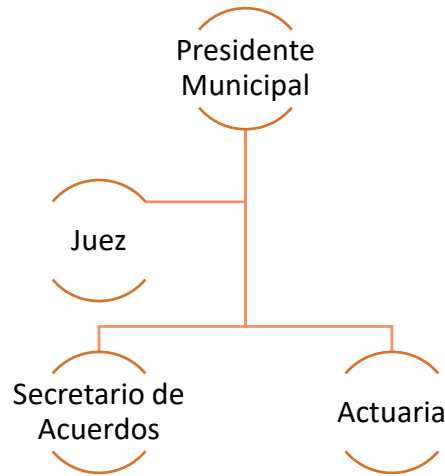 Presidente
Municipal
Juez
Secretario de
Acuerdos
Actuaria